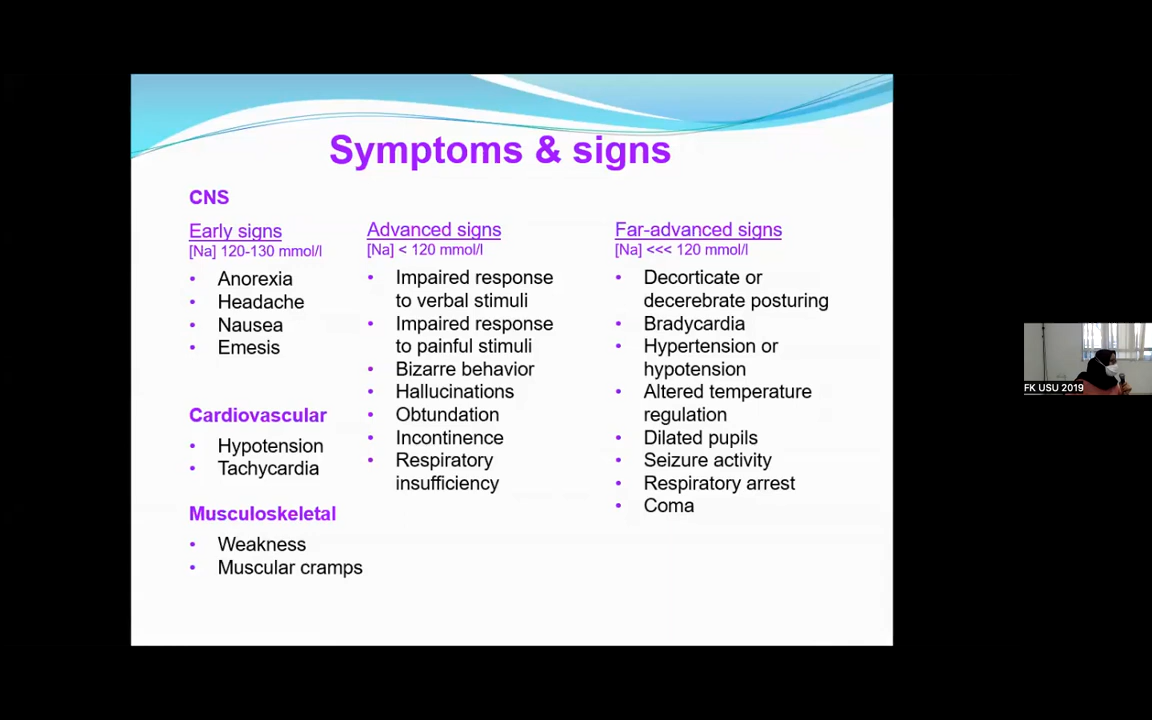 Symptoms & signs
CNS
Early signs
[Na] 120-130 mmol/l
• Anorexia
• Headache
• Nausea
• Emesis
Cardiovascular
• Hypotension
• Tachycardia
Musculoskeletal
• Weakness
• Muscular cramps
Advanced signs
[Na] < 120 mmol/l
• Impaired response
to verbal stimuli
• Impaired response
to painful stimuli
• Bizarre behavior
• Hallucinations
• Obtundation
• Incontinence
• Respiratory
insufficiency
Far-advanced signs
[Na] <<< 120 mmol/l
• Decorticate or
decerebrate posturing
• Bradycardia
• Hypertension or
hypotension
• Altered temperature
regulation
• Dilated pupils
• Seizure activity
• Respiratory arrest
• Coma
FK USU 2019